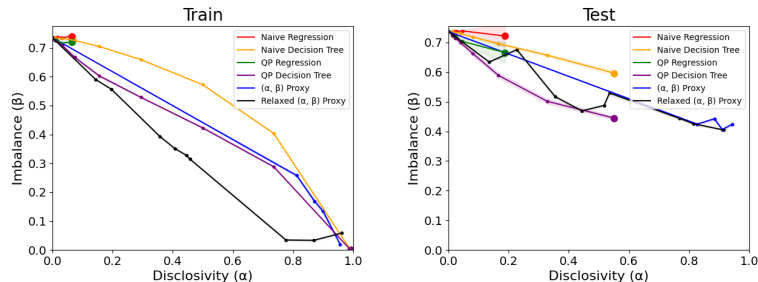 Train
Imbalance (β)
0.7
0.6
0.5
0.4
0.3
0.2
0.1
0.0
Naive Regression
Naive Decision Tree
QP Regression
QP Decision Tree
(α, β) Proxy
Relaxed (α, β) Proxy
0.0 0.2 0.4 0.6 0.8 1.0
Disclosivity (α)
Test
Imbalance (β)
0.7
0.6
0.5
0.4
0.3
0.2
0.1
0.0
Naive Regression
Naive Decision Tree
QP Regression
QP Decision Tree
(α, β) Proxy
Relaxed (α, β) Proxy
0.0 0.2 0.4 0.6 0.8 1.0
Disclosivity (α)